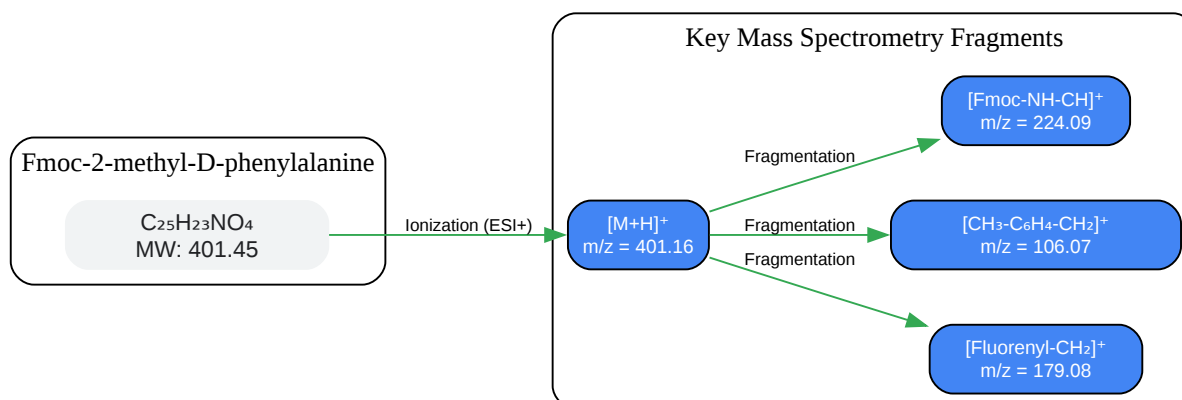 Key Mass Spectrometry Fragments
[Fmoc-NH-CH]⁺
m/z = 224.09
Fragmentation
Fmoc-2-methyl-D-phenylalanine
C₂₅H₂₃NO₄
MW: 401.45
Ionization (ESI+)
[M+H]⁺
m/z = 401.16
Fragmentation
[CH₃-C₆H₄-CH₂]⁺
m/z = 106.07
Fragmentation
[Fluorenyl-CH₂]⁺
m/z = 179.08